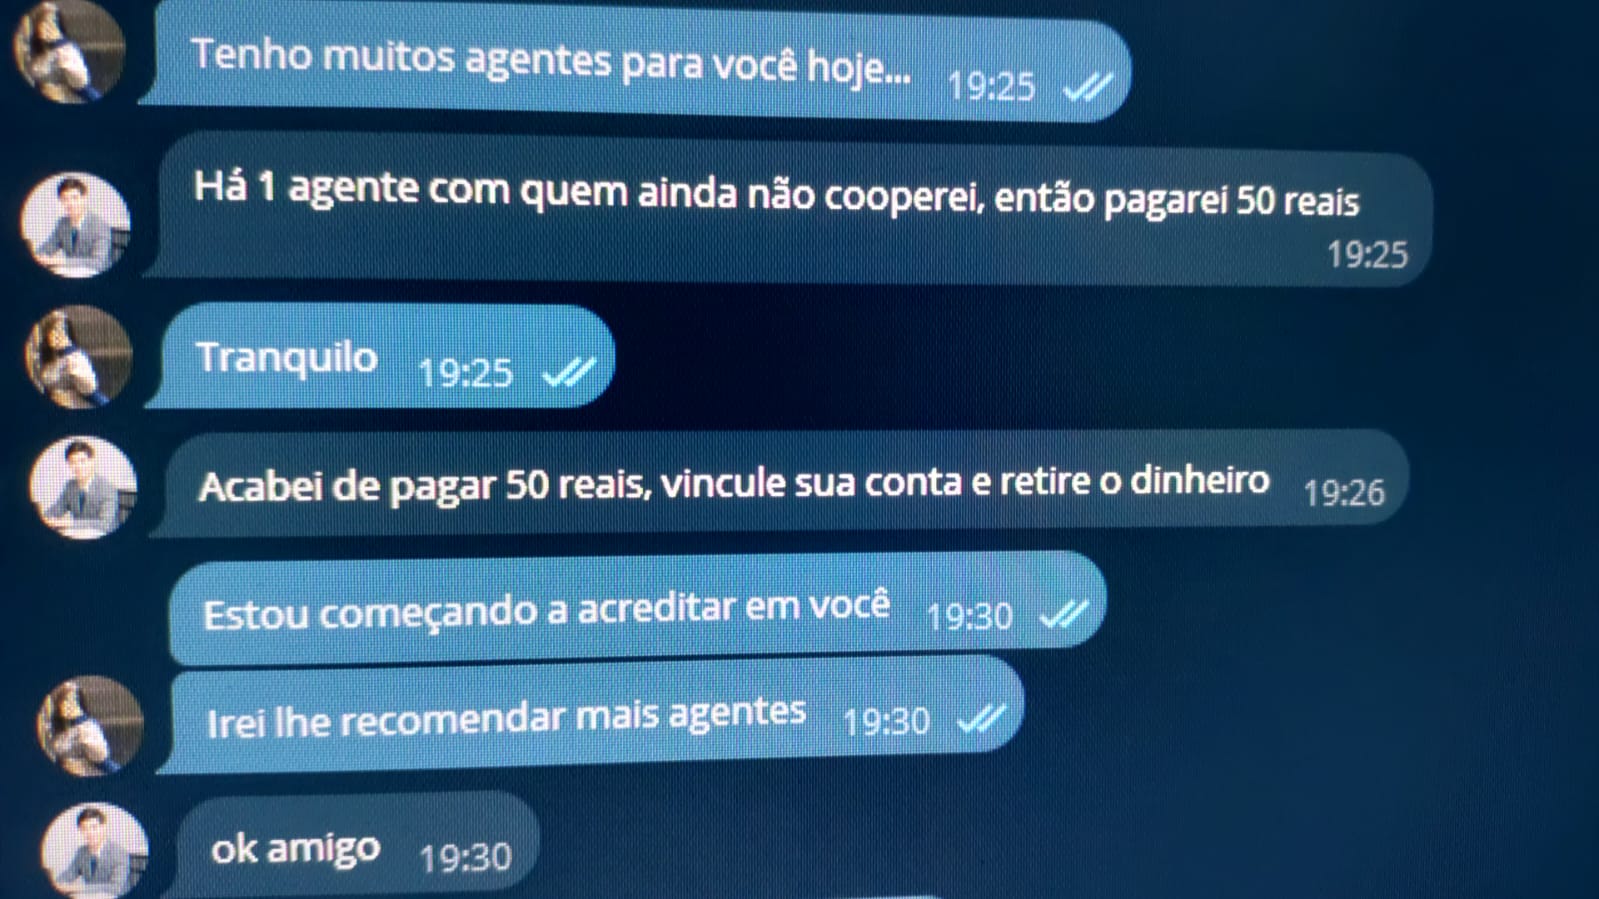 Tenho muitos agentes para você hoje... 19:25
Há 1 agente com quem ainda não cooperei, então pagarei 50 reais
19:25
Tranquilo 19:25
Acabei de pagar 50 reais, vincule sua conta e retire o dinheiro 19:26
Estou começando a acreditar em você 19:30
Irei lhe recomendar mais agentes 19:30
ok amigo 19:30